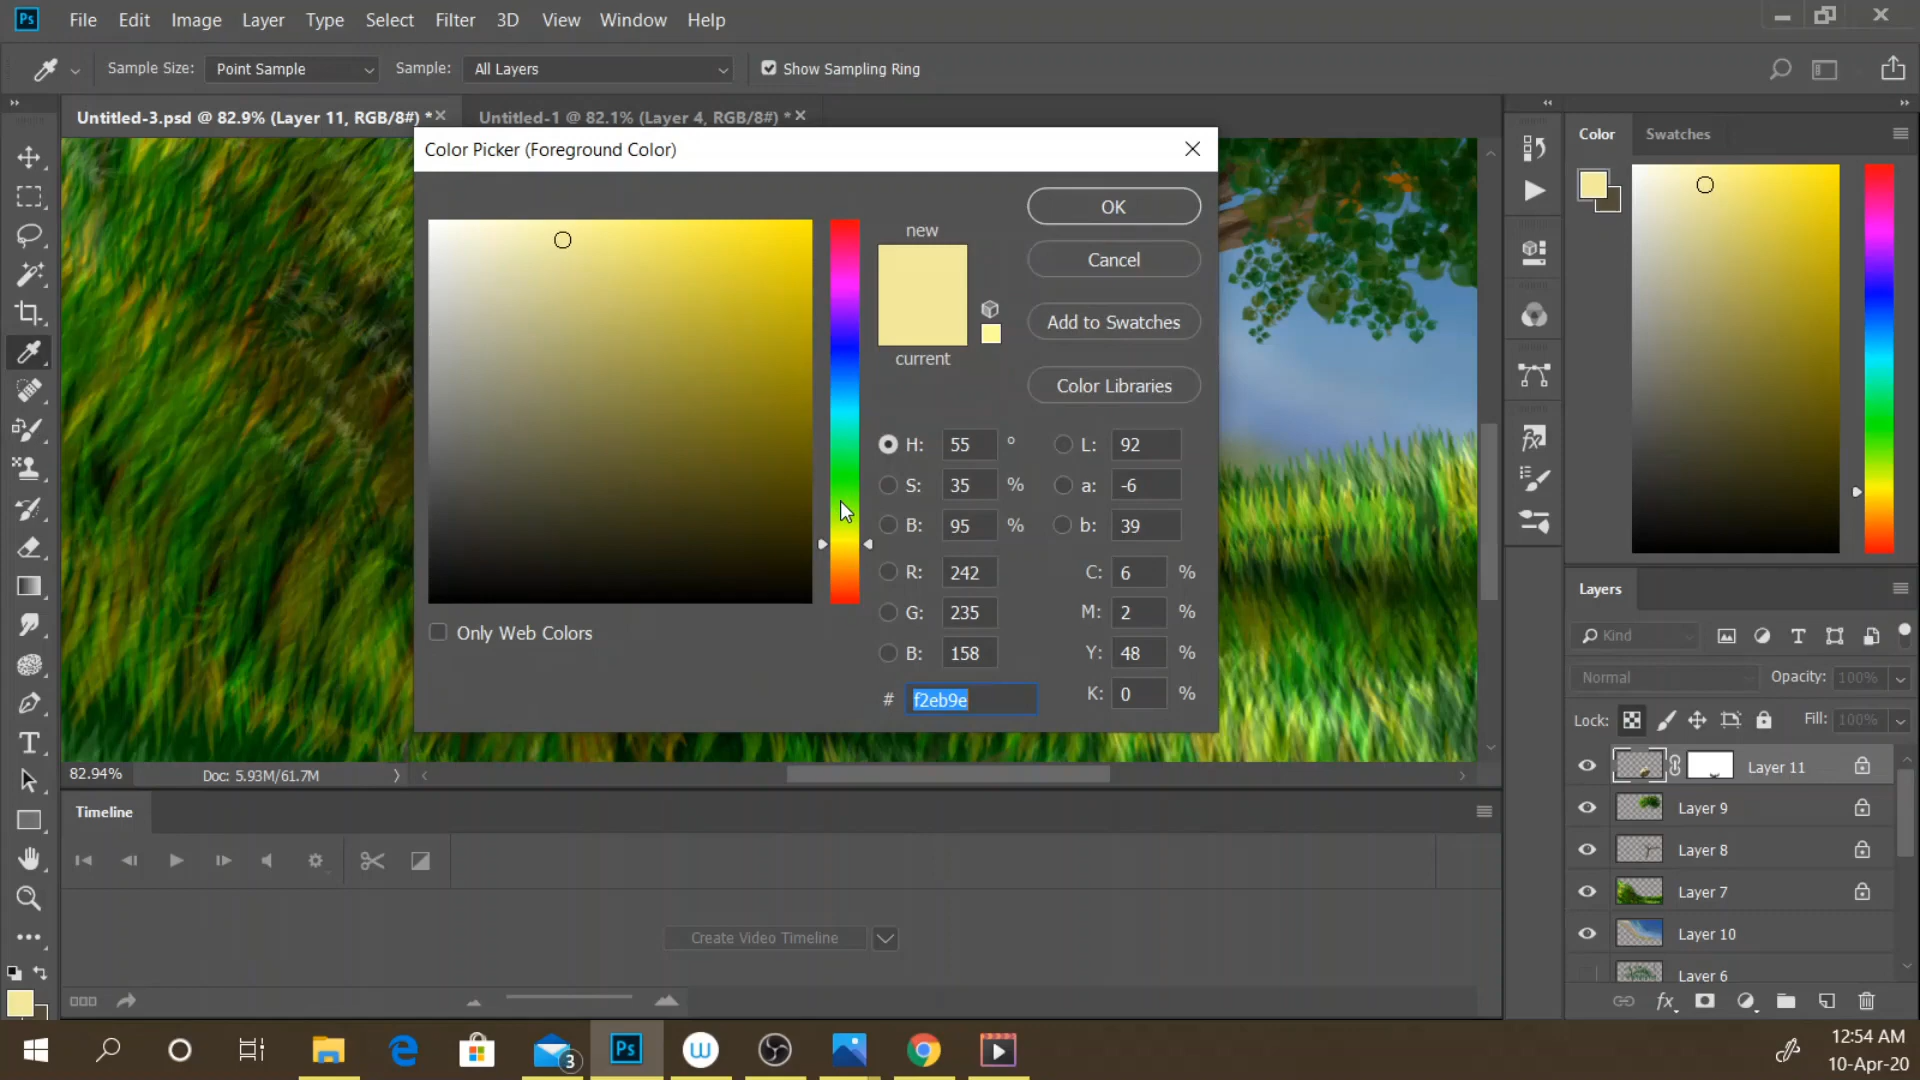 Ps File Edit Image Layer Type Select Filter 3D View Window Help
Sample Size: Point Sample Sample: All Layers Show Sampling Ring
Untitled-3.psd @ 82.9% (Layer 11, RGB/8#) * Untitled-1 @ 82.1% (Layer 4, RGB/8#) *
Color Picker (Foreground Color)
new
current
OK
Cancel
Add to Swatches
Color Libraries
H: 55 ° L: 92
S: 35 % a: -6
B: 95 % b: 39
R: 242 C: 6 %
G: 235 M: 2 %
B: 158 Y: 48 %
# f2eb9e K: 0 %
Only Web Colors
Color Swatches
Layers
Kind
Normal Opacity: 100%
Lock: Fill: 100%
Layer 11
Layer 9
Layer 8
Layer 7
Layer 10
Layer 6
fx
82.94% Doc: 5.93M/61.7M
Timeline
Create Video Timeline
3
Ps
12:54 AM
10-Apr-20